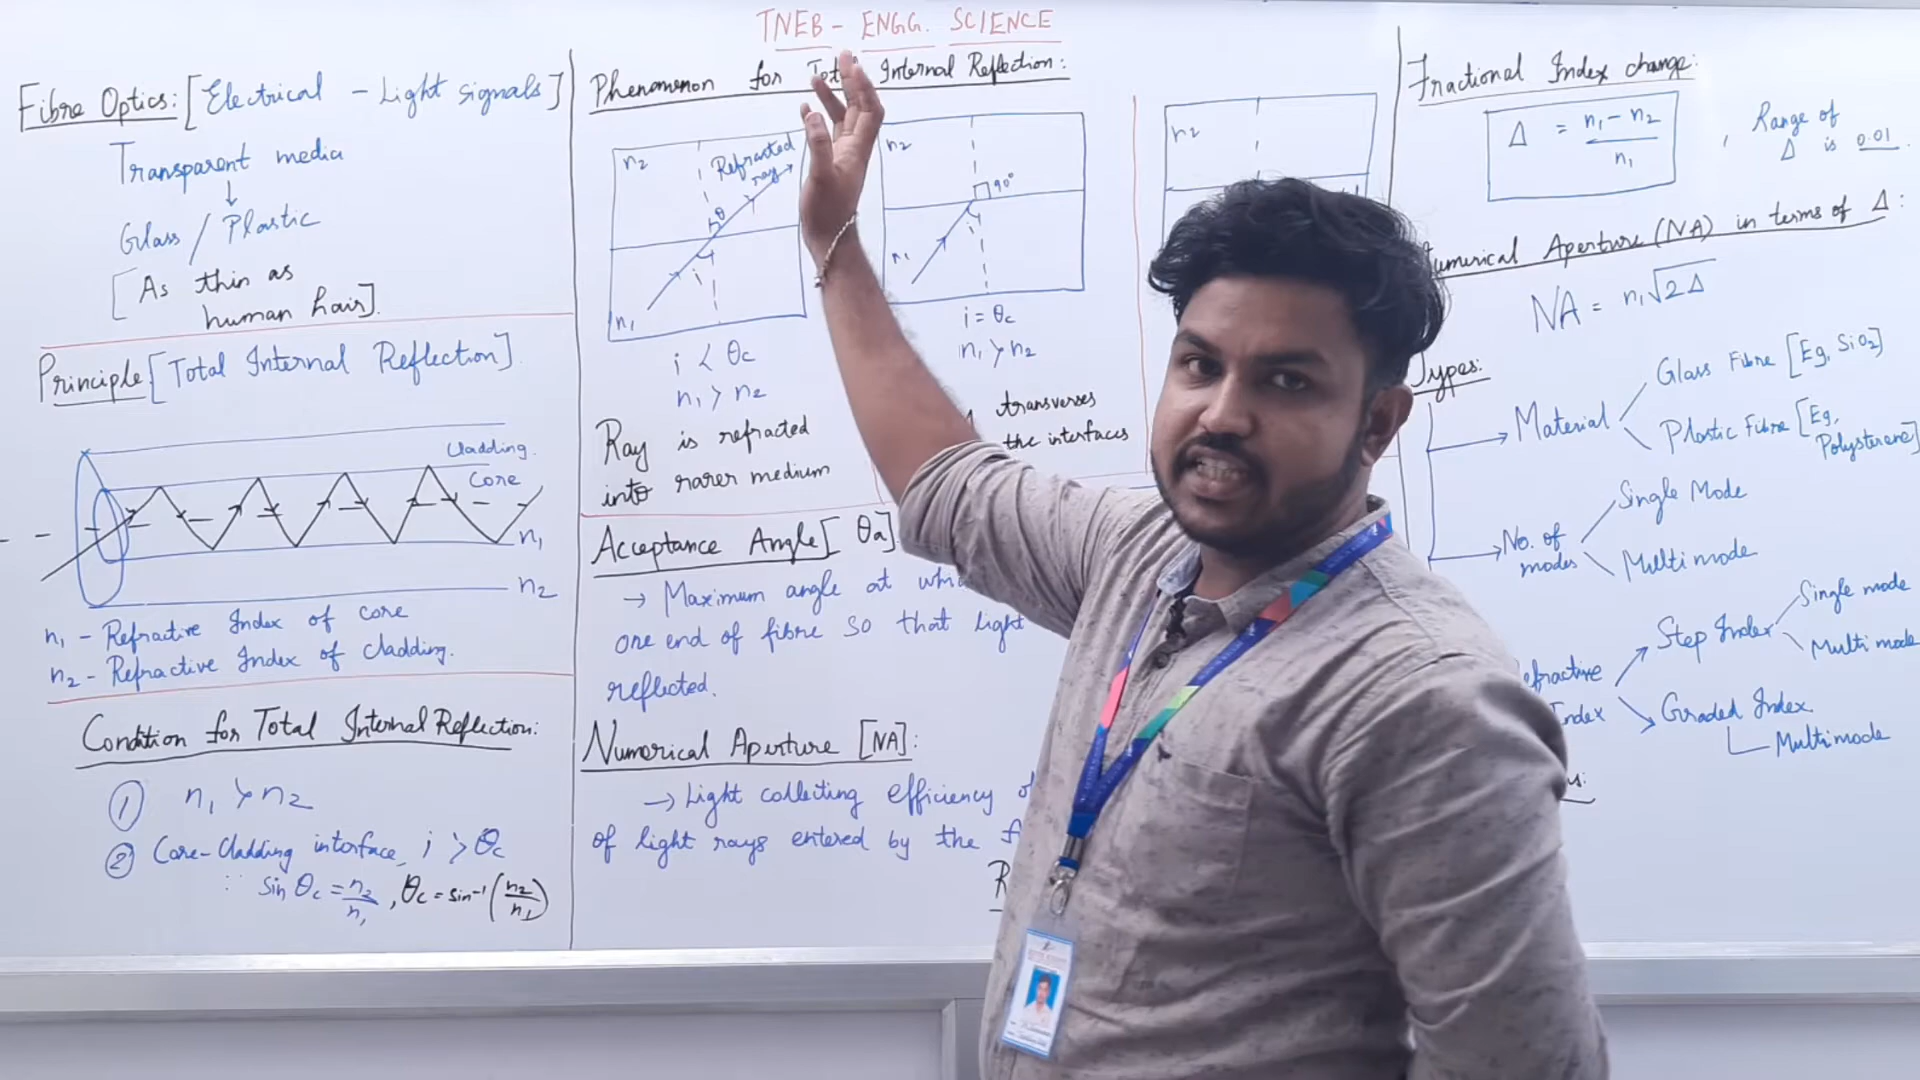 TNEB - ENGG. SCIENCE
Fibre Optics: [Electrical - Light signals]
Transparent media
↓
Glass / Plastic
[As thin as
human hair].
Principle [Total Internal Reflection].
Cladding.
Core
n1
n2
n1 - Refractive Index of core
n2 - Refractive Index of cladding.
Condition for Total Internal Reflection:
① n1 > n2
② Core-Cladding interface, i > θc
∵ sin θc = n2/n1, θc = sin-1 (n2/n1)
Phenomenon for Internal Reflection:
n2
Refracted
ray
θ
i
n1
i < θc
n1 > n2
Ray is refracted
into rarer medium
n2
90°
i
n1
i = θc
n1 > n2
transverses
the interfaces
n2
Acceptance Angle [θa].
→ Maximum angle at
one end of fibre so that light
reflected.
Numerical Aperture [NA]:
→ Light collecting efficiency
of light rays entered by the
Fractional Index change:
Δ = n1 - n2 / n1 , Range of
Δ is 0.01.
Aperture (NA) in terms of Δ:
NA = n1√2Δ
Types:
Material
Glass Fibre [Eg, SiO2]
Plastic Fibre [Eg,
Polysterene]
No. of
modes
Single Mode
Multimode
Index
Step Index
Single mode
Multi mode
Graded Index
Multimode